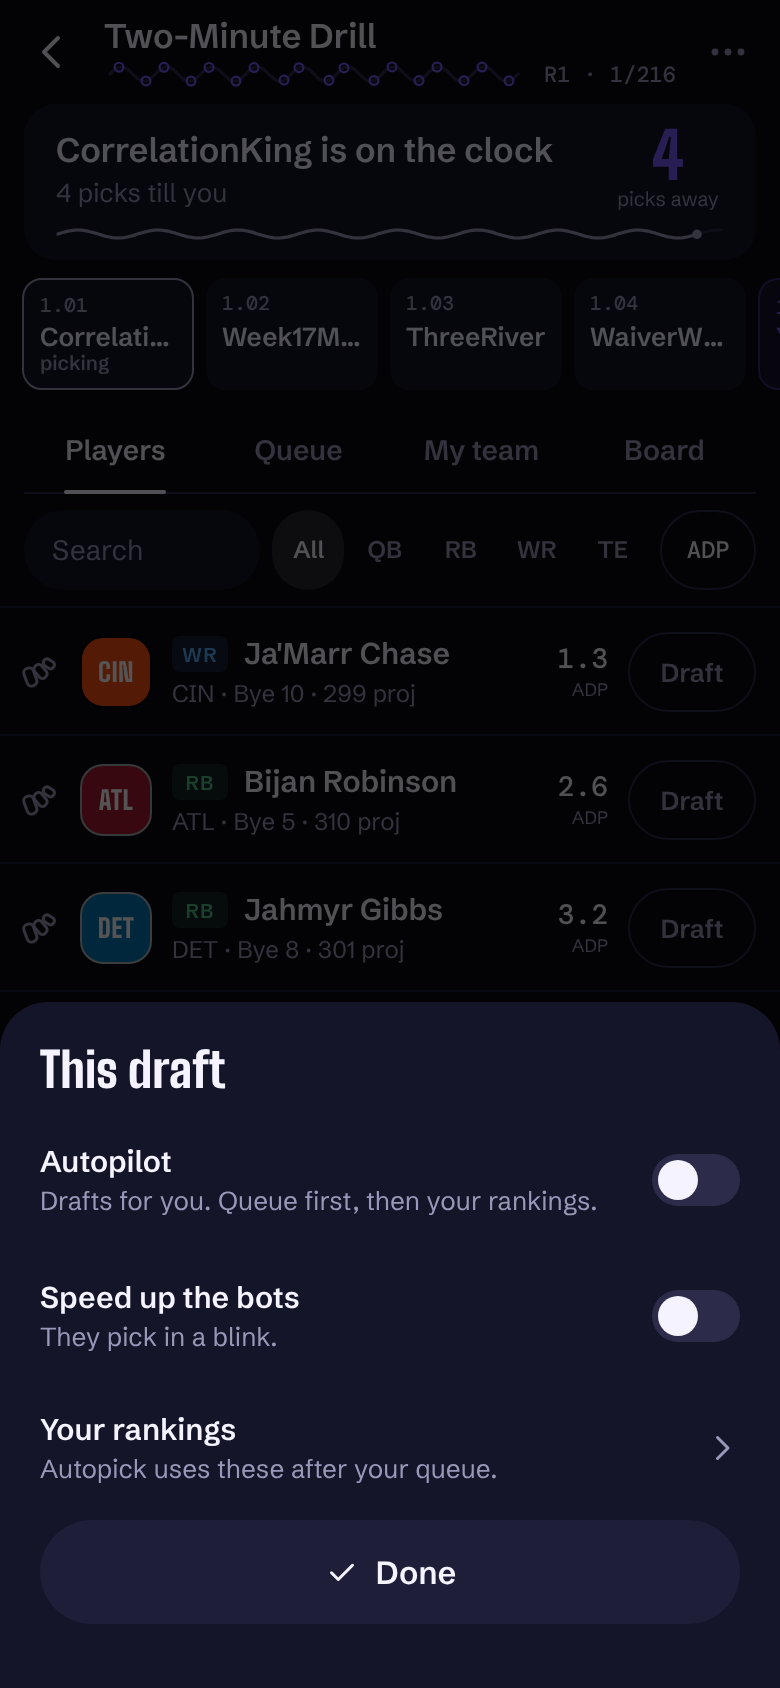 Two-Minute Drill
R1 · 1/216
CorrelationKing is on the clock
4 picks till you
4
picks away
1.01
Correlati...
picking
1.02
Week17M...
1.03
ThreeRiver
1.04
WaiverW...
Players
Queue
My team
Board
Search
All
QB
RB
WR
TE
ADP
CIN
WR
Ja'Marr Chase
CIN · Bye 10 · 299 proj
1.3
ADP
Draft
ATL
RB
Bijan Robinson
ATL · Bye 5 · 310 proj
2.6
ADP
Draft
DET
RB
Jahmyr Gibbs
DET · Bye 8 · 301 proj
3.2
ADP
Draft
This draft
Autopilot
Drafts for you. Queue first, then your rankings.
Speed up the bots
They pick in a blink.
Your rankings
Autopick uses these after your queue.
Done